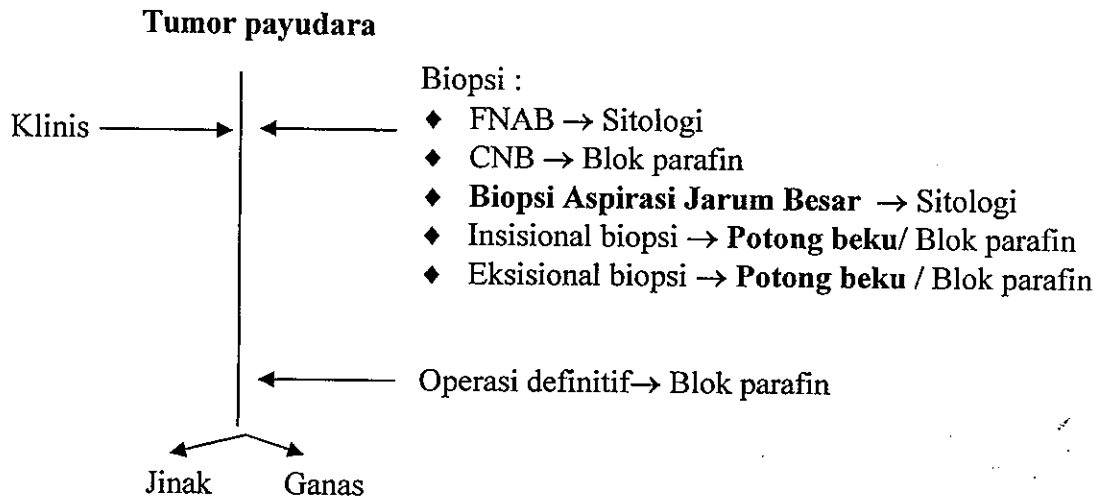 Tumor payudara
Biopsi :
Klinis
♦ FNAB → Sitologi
♦ CNB → Blok parafin
♦ Biopsi Aspirasi Jarum Besar → Sitologi
♦ Insisional biopsi → Potong beku/ Blok parafin
♦ Eksisional biopsi → Potong beku / Blok parafin
Operasi definitif→ Blok parafin
Jinak Ganas